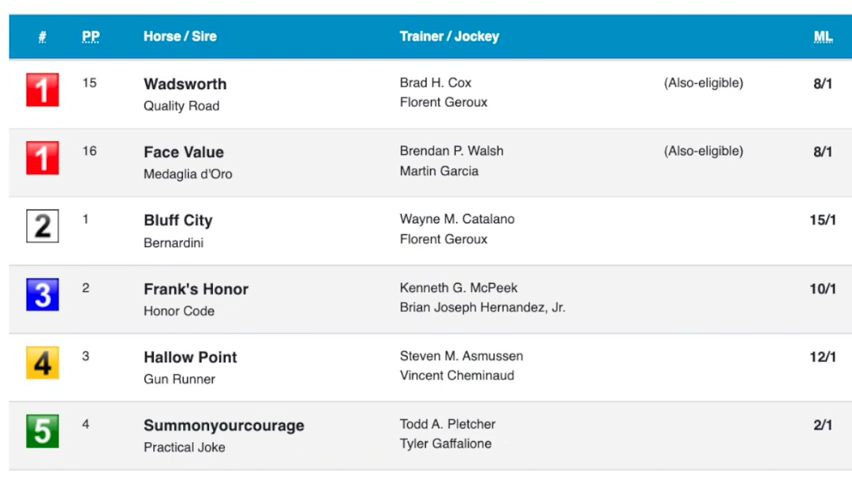 # PP Horse / Sire Trainer / Jockey ML
1 15 Wadsworth Brad H. Cox (Also-eligible) 8/1
Quality Road Florent Geroux
1 16 Face Value Brendan P. Walsh (Also-eligible) 8/1
Medaglia d'Oro Martin Garcia
2 1 Bluff City Wayne M. Catalano 15/1
Bernardini Florent Geroux
3 2 Frank's Honor Kenneth G. McPeek 10/1
Honor Code Brian Joseph Hernandez, Jr.
4 3 Hallow Point Steven M. Asmussen 12/1
Gun Runner Vincent Cheminaud
5 4 Summonyourcourage Todd A. Pletcher 2/1
Practical Joke Tyler Gaffalione